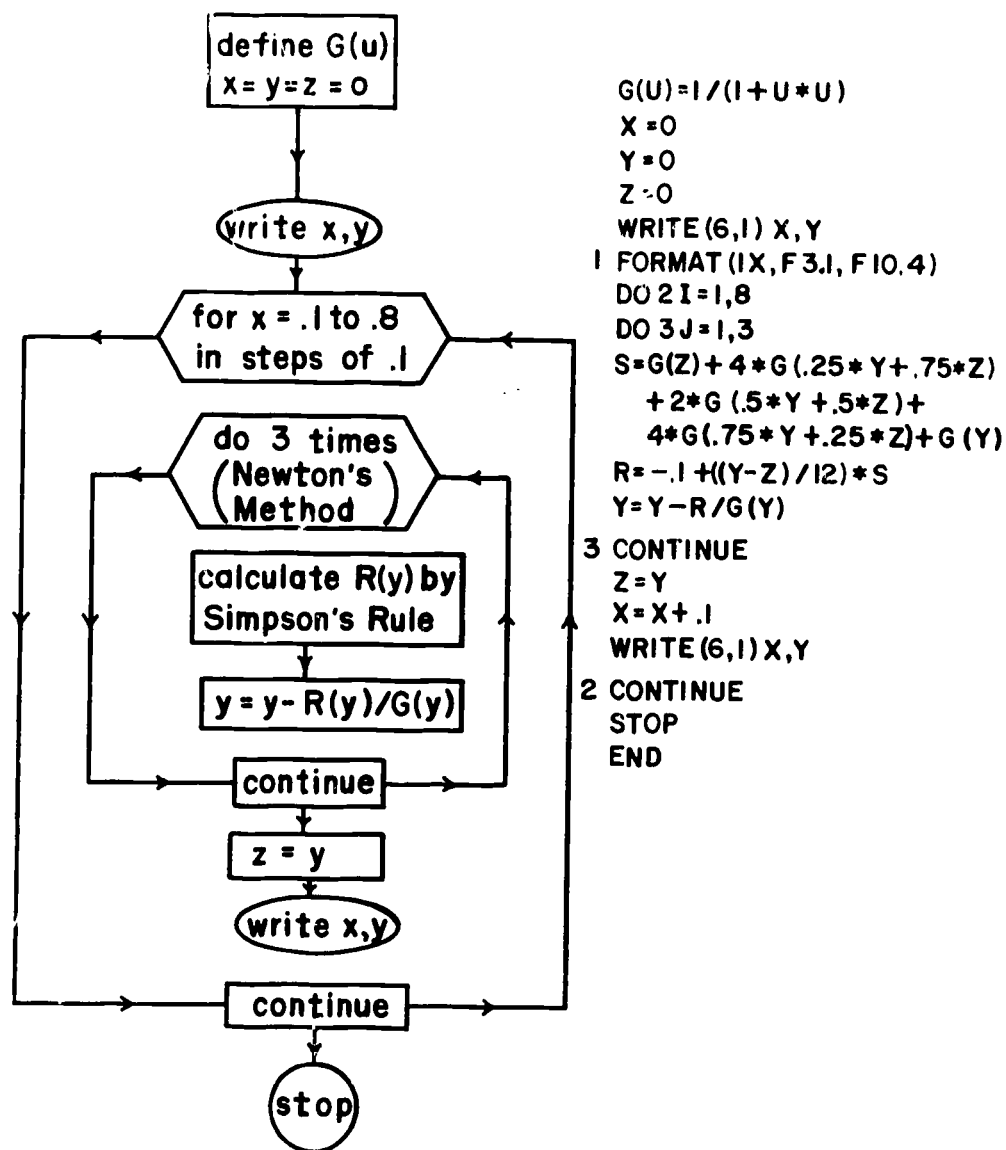 define G(u)
x=y=z=0
write x,y
for x = .1 to .8
in steps of .1
do 3 times
(Newton's
Method)
calculate R(y) by
Simpson's Rule
y = y - R(y)/G(y)
continue
z = y
write x,y
continue
stop
G(U)=1/(1+U*U)
X=0
Y=0
Z=0
WRITE(6,1) X,Y
1 FORMAT(1X,F3.1,F10.4)
DO 2 I=1,8
DO 3 J=1,3
S=G(Z)+4*G(.25*Y+.75*Z)
+2*G(.5*Y+.5*Z)+
4*G(.75*Y+.25*Z)+G(Y)
R=-.1+((Y-Z)/12)*S
Y=Y-R/G(Y)
3 CONTINUE
Z=Y
X=X+.1
WRITE(6,1)X,Y
2 CONTINUE
STOP
END